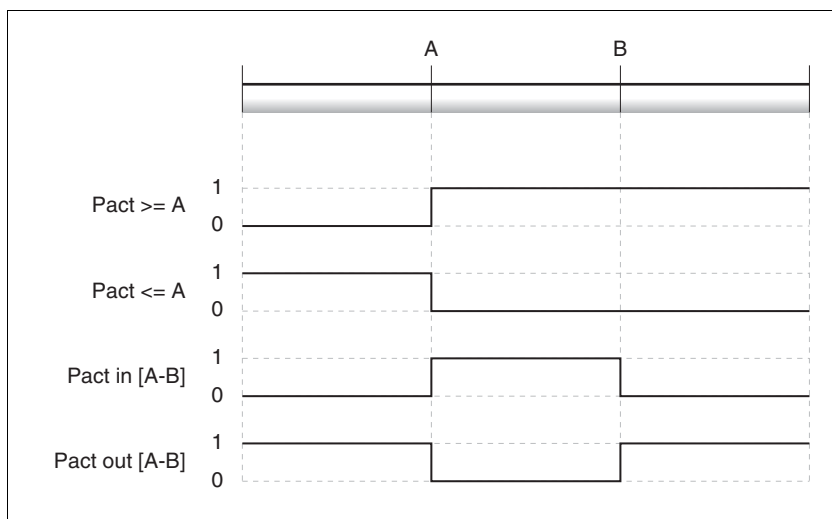 A B
1
Pact >= A
0
1
Pact <= A
0
1
Pact in [A-B]
0
1
Pact out [A-B]
0